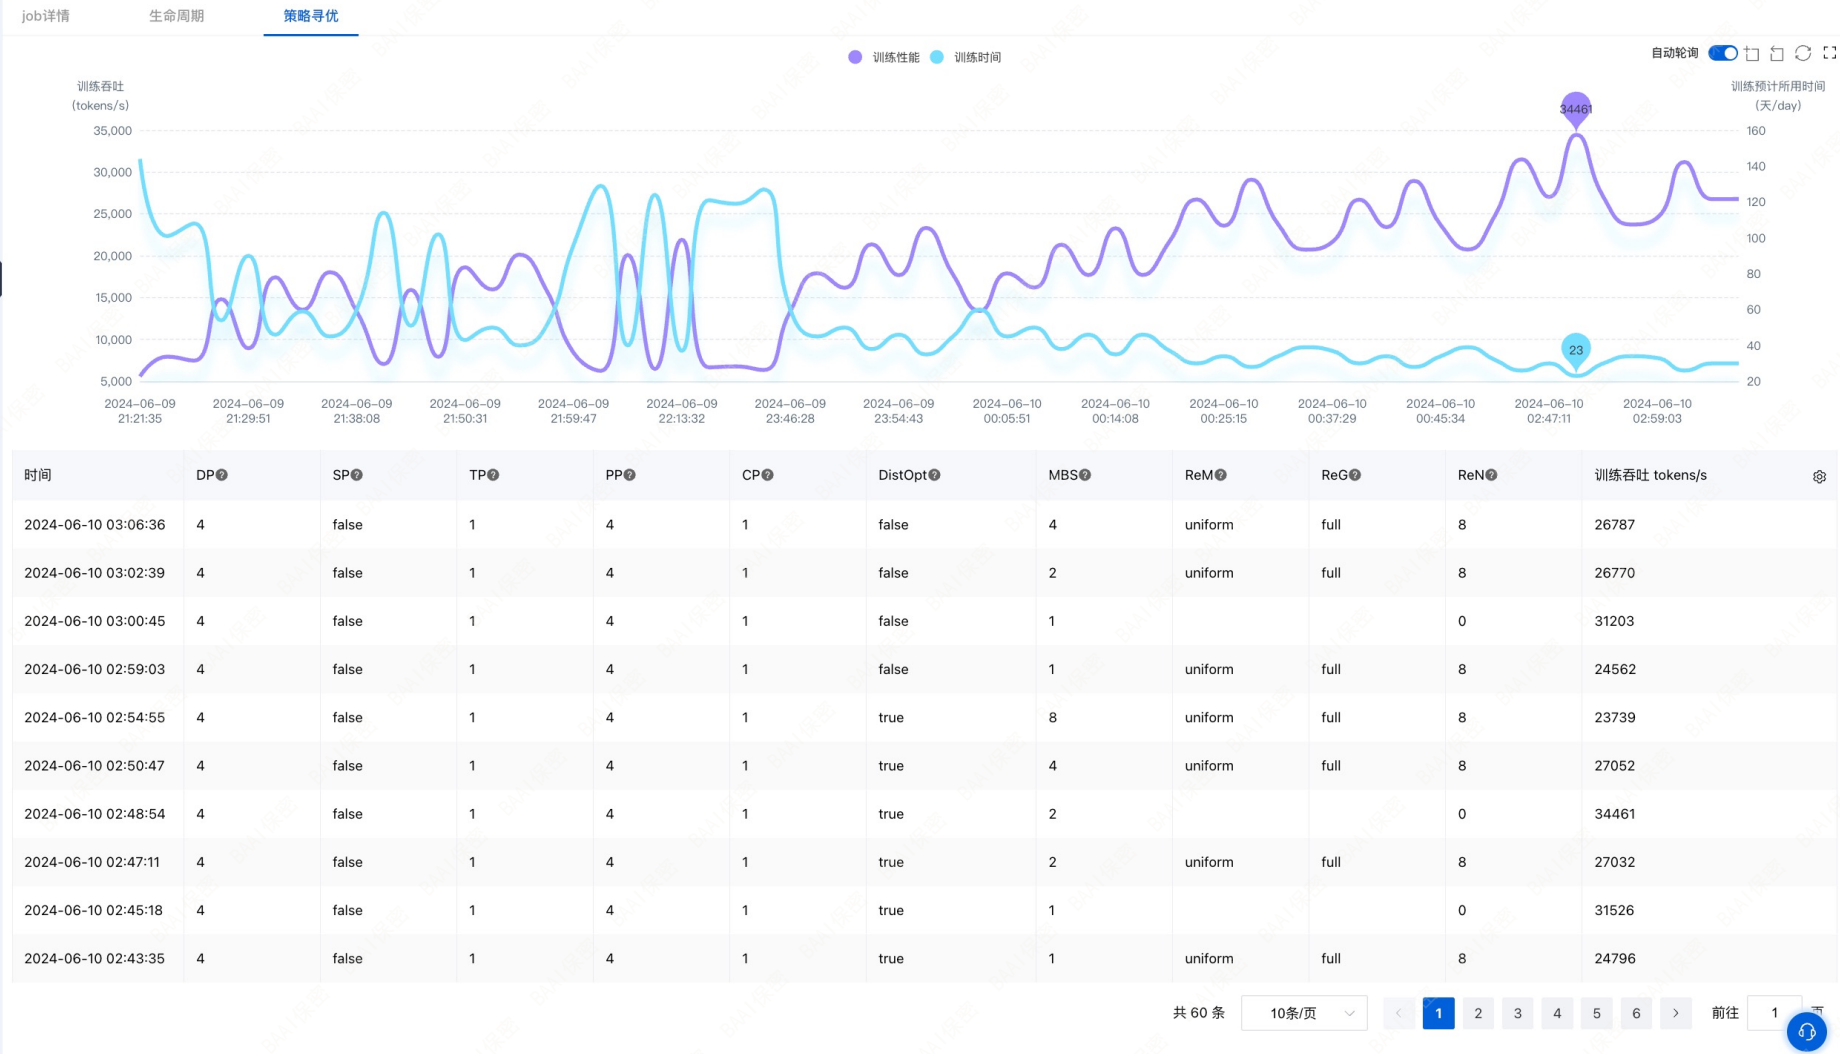 job详情 生命周期 策略寻优
训练性能 训练时间
自动轮询
训练吞吐
(tokens/s)
训练预计所用时间
(天/day)
35,000
30,000
25,000
20,000
15,000
10,000
5,000
34461
23
160
140
120
100
80
60
40
20
2024-06-09 2024-06-09 2024-06-09 2024-06-09 2024-06-09 2024-06-09 2024-06-09 2024-06-09 2024-06-10 2024-06-10 2024-06-10 2024-06-10 2024-06-10 2024-06-10 2024-06-10
21:21:35 21:29:51 21:38:08 21:50:31 21:59:47 22:13:32 23:46:28 23:54:43 00:05:51 00:14:08 00:25:15 00:37:29 00:45:34 02:47:11 02:59:03
时间 DP SP TP PP CP DistOpt MBS ReM ReG ReN 训练吞吐 tokens/s
2024-06-10 03:06:36 4 false 1 4 1 false 4 uniform full 8 26787
2024-06-10 03:02:39 4 false 1 4 1 false 2 uniform full 8 26770
2024-06-10 03:00:45 4 false 1 4 1 false 1 0 31203
2024-06-10 02:59:03 4 false 1 4 1 false 1 uniform full 8 24562
2024-06-10 02:54:55 4 false 1 4 1 true 8 uniform full 8 23739
2024-06-10 02:50:47 4 false 1 4 1 true 4 uniform full 8 27052
2024-06-10 02:48:54 4 false 1 4 1 true 2 0 34461
2024-06-10 02:47:11 4 false 1 4 1 true 2 uniform full 8 27032
2024-06-10 02:45:18 4 false 1 4 1 true 1 0 31526
2024-06-10 02:43:35 4 false 1 4 1 true 1 uniform full 8 24796
共 60 条 10条/页 1 2 3 4 5 6 前往 1 页